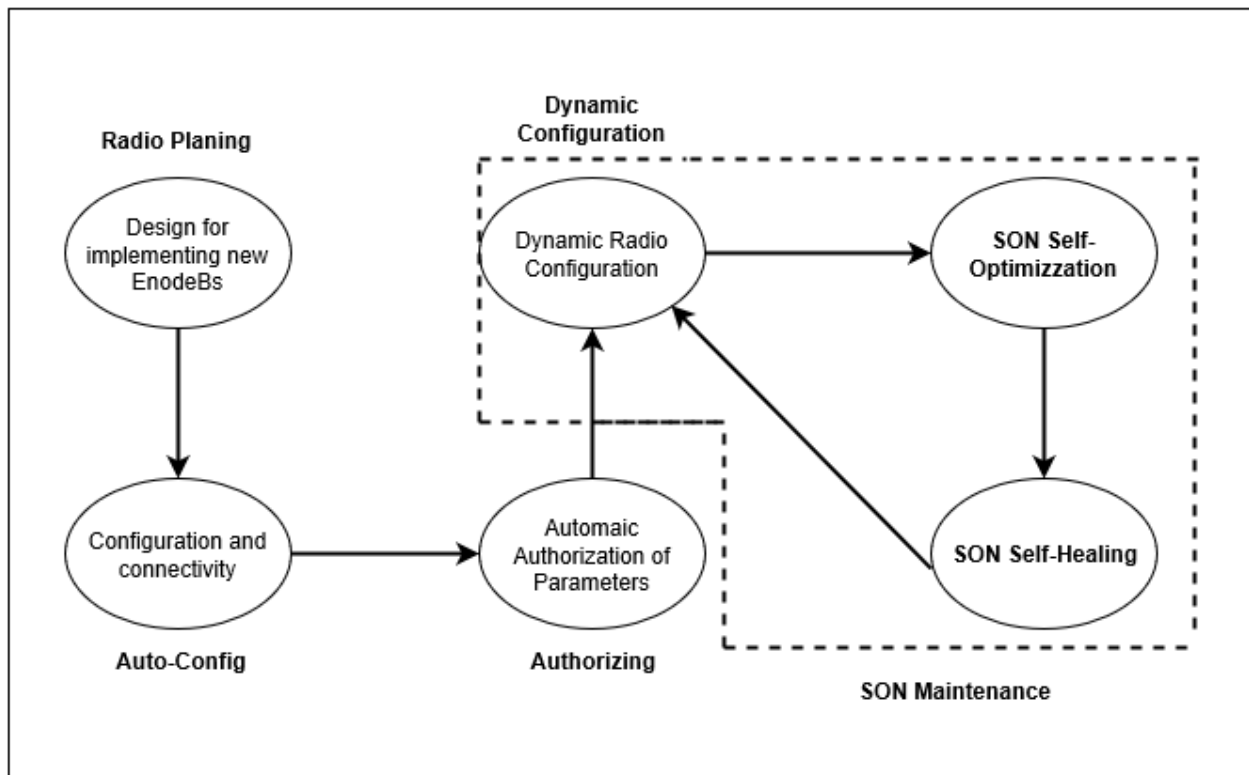 Dynamic
Configuration
Radio Planing
Design for
implementing new
EnodeBs
Dynamic Radio
Configuration
SON Self-
Optimizzation
Configuration and
connectivity
Automaic
Authorization of
Parameters
SON Self-Healing
Auto-Config
Authorizing
SON Maintenance